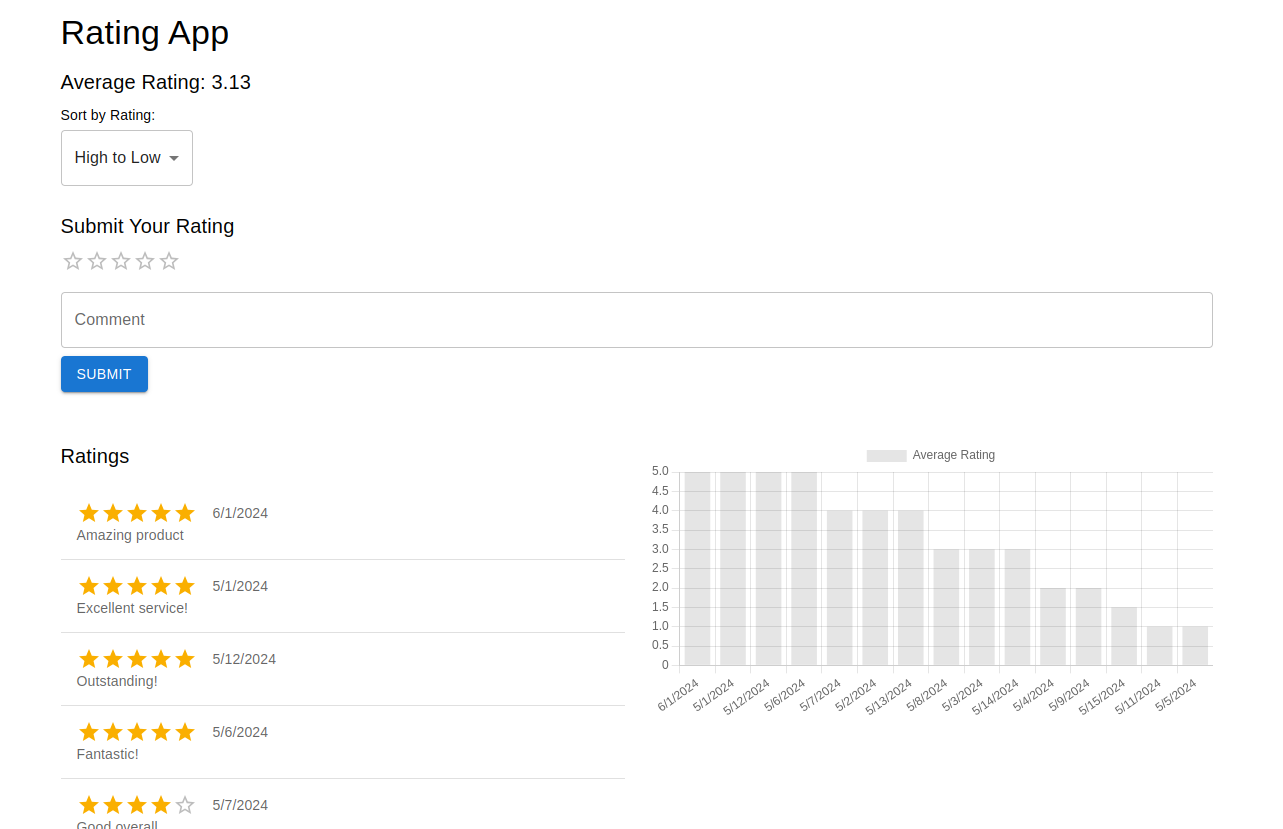 Rating App
Average Rating: 3.13
Sort by Rating:
High to Low
Submit Your Rating
Comment
SUBMIT
Ratings
6/1/2024
Amazing product
5/1/2024
Excellent service!
5/12/2024
Outstanding!
5/6/2024
Fantastic!
5/7/2024
Good overall
Average Rating
5.0
4.5
4.0
3.5
3.0
2.5
2.0
1.5
1.0
0.5
0
6/1/2024
5/1/2024
5/12/2024
5/6/2024
5/7/2024
5/2/2024
5/13/2024
5/8/2024
5/3/2024
5/14/2024
5/4/2024
5/9/2024
5/15/2024
5/11/2024
5/5/2024